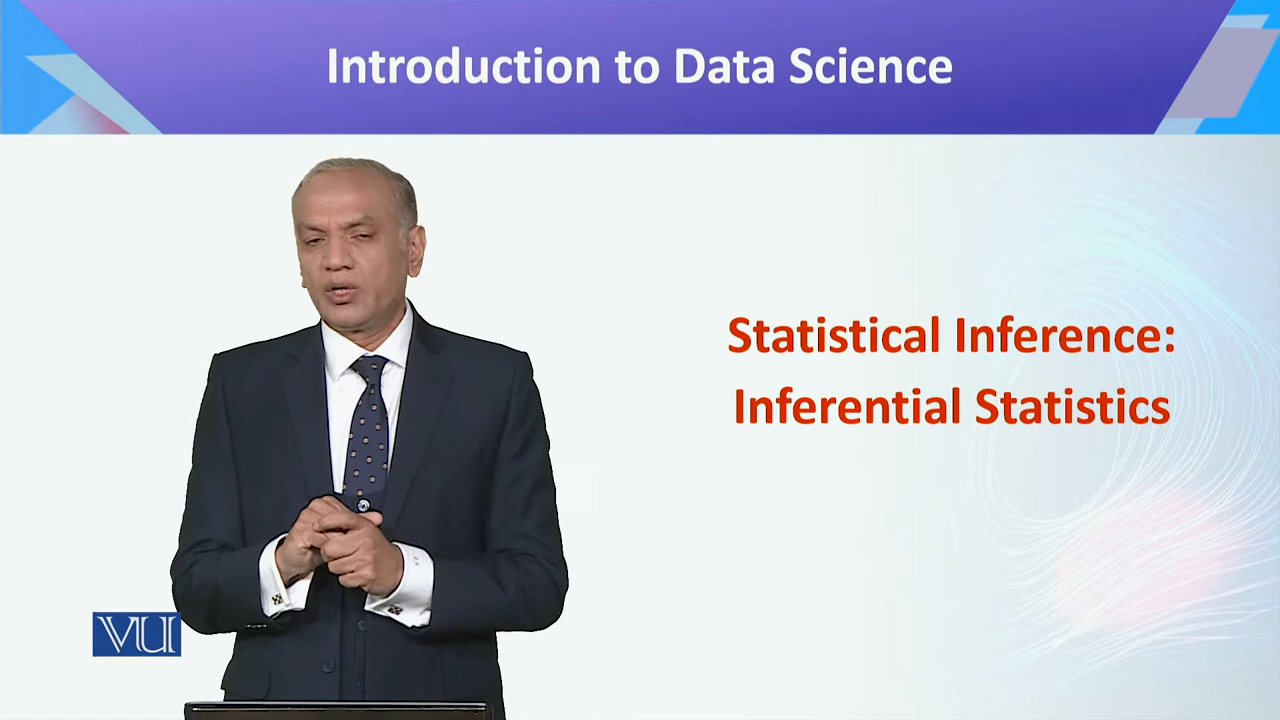 Introduction to Data Science
Statistical Inference:
Inferential Statistics
VU